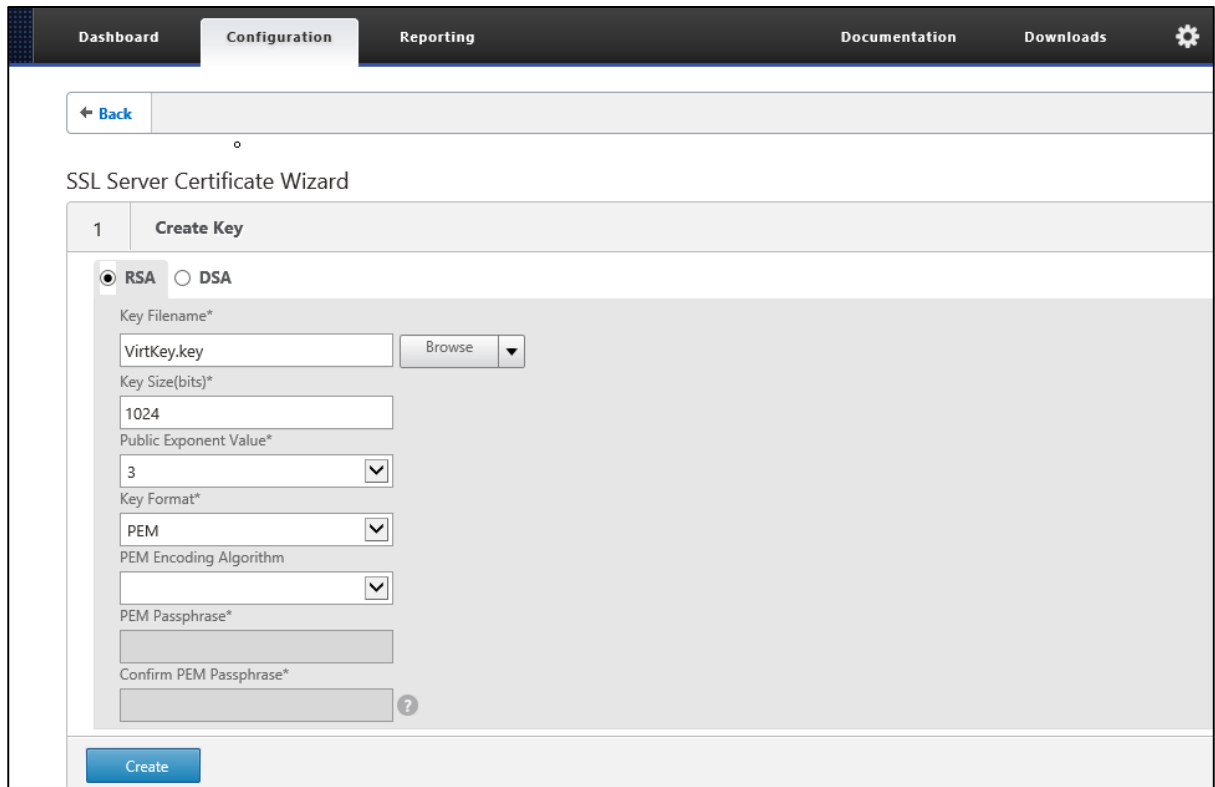 Dashboard Configuration Reporting Documentation Downloads
Back
SSL Server Certificate Wizard
1 Create Key
RSA DSA
Key Filename*
VirtKey.key Browse
Key Size(bits)*
1024
Public Exponent Value*
3
Key Format*
PEM
PEM Encoding Algorithm
PEM Passphrase*
Confirm PEM Passphrase*
?
Create